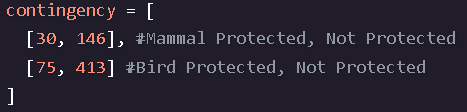 contingency = [
  [30, 146], #Mammal Protected, Not Protected
  [75, 413] #Bird Protected, Not Protected
]